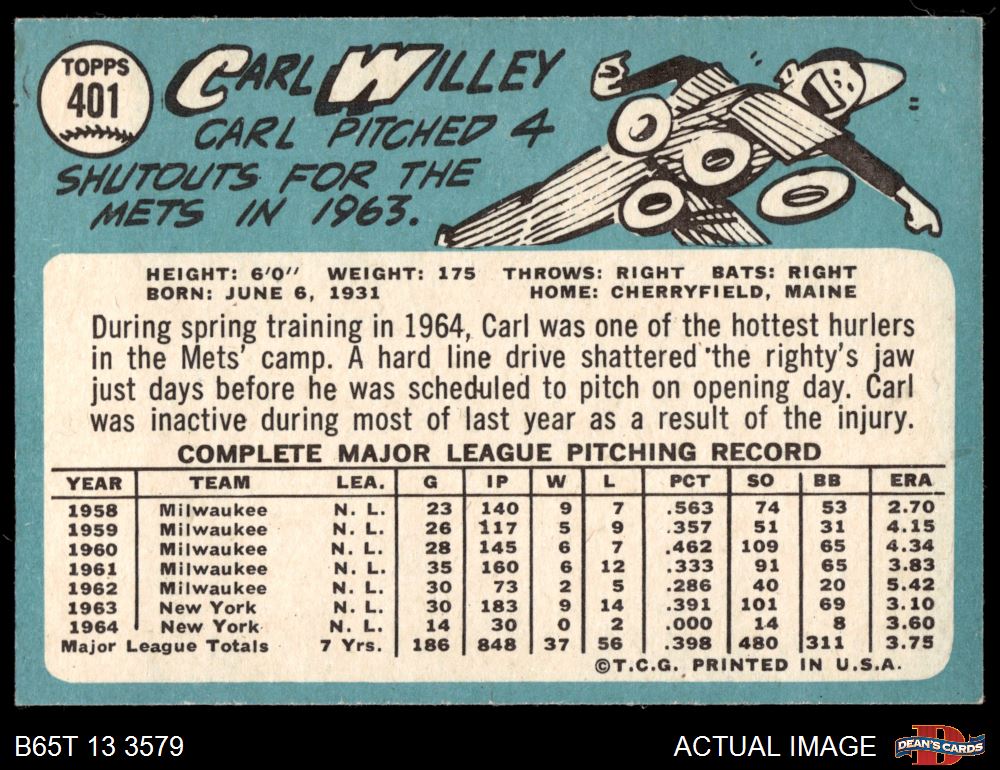 TOPPS
401
CARL WILLEY
CARL PITCHED 4
SHUTOUTS FOR THE
METS IN 1963.
0 0 0 0
HEIGHT: 6'0" WEIGHT: 175 THROWS: RIGHT BATS: RIGHT
BORN: JUNE 6, 1931 HOME: CHERRYFIELD, MAINE
During spring training in 1964, Carl was one of the hottest hurlers
in the Mets' camp. A hard line drive shattered the righty's jaw
just days before he was scheduled to pitch on opening day. Carl
was inactive during most of last year as a result of the injury.
COMPLETE MAJOR LEAGUE PITCHING RECORD
YEAR TEAM LEA. G IP W L PCT SO BB ERA
1958 Milwaukee N. L. 23 140 9 7 .563 74 53 2.70
1959 Milwaukee N. L. 26 117 5 9 .357 51 31 4.15
1960 Milwaukee N. L. 28 145 6 7 .462 109 65 4.34
1961 Milwaukee N. L. 35 160 6 12 .333 91 65 3.83
1962 Milwaukee N. L. 30 73 2 5 .286 40 20 5.42
1963 New York N. L. 30 183 9 14 .391 101 69 3.10
1964 New York N. L. 14 30 0 2 .000 14 8 3.60
Major League Totals 7 Yrs. 186 848 37 56 .398 480 311 3.75
©T.C.G. PRINTED IN U.S.A.
B65T 13 3579 ACTUAL IMAGE
D
DEAN'S CARDS